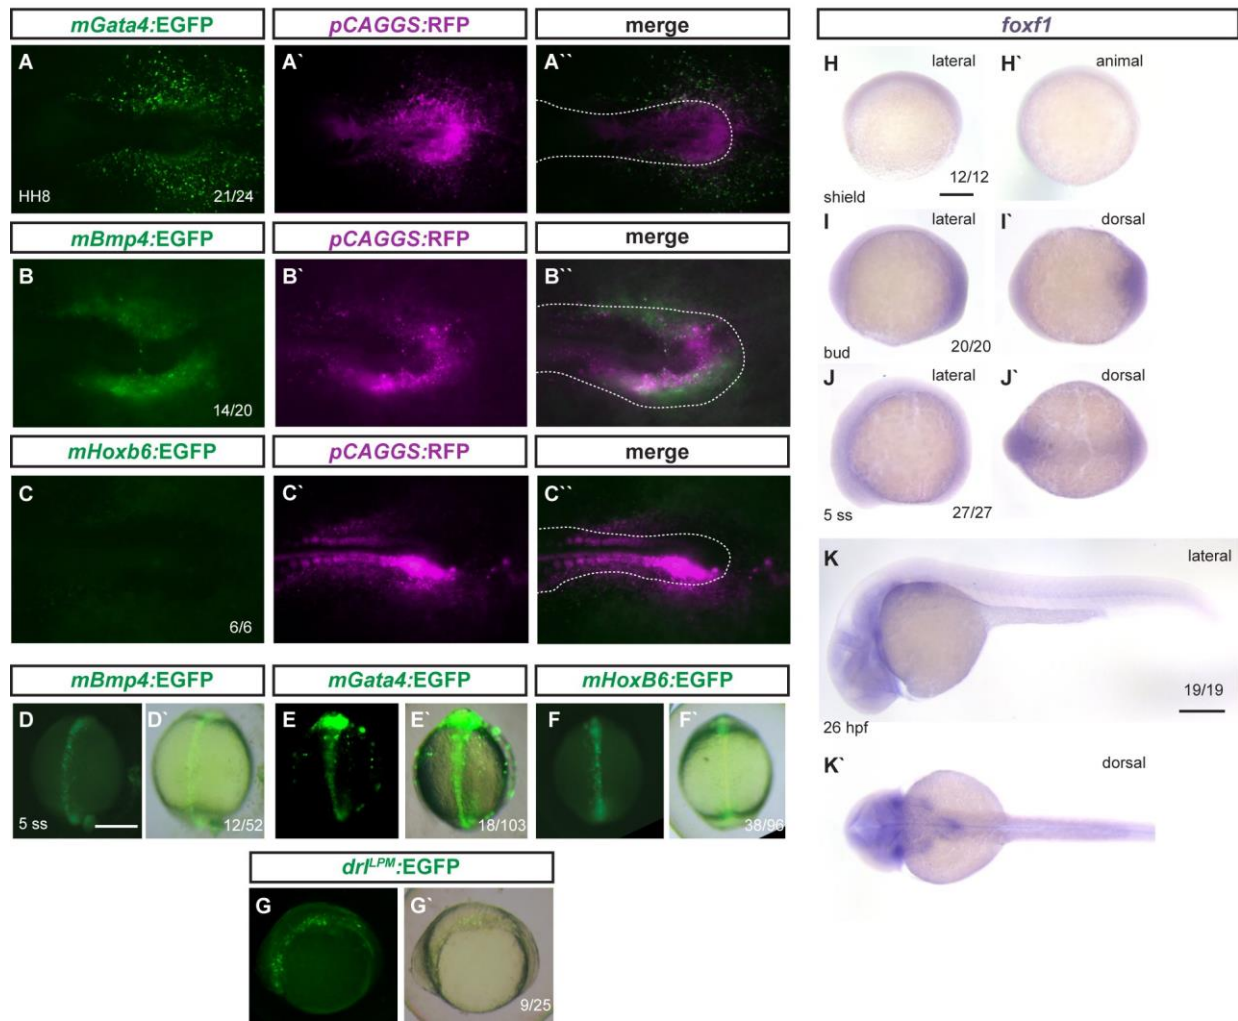 mGata4:EGFP pCAGGS:RFP merge
A A` A``
HH8 21/24
mBmp4:EGFP pCAGGS:RFP merge
B B` B``
14/20
mHoxb6:EGFP pCAGGS:RFP merge
C C` C``
6/6
mBmp4:EGFP mGata4:EGFP mHoxB6:EGFP
D D` E E` F F`
5 ss 12/52 18/103 38/96
drlLPM:EGFP
G G`
9/25
foxf1
H lateral H` animal
12/12
shield
I lateral I` dorsal
bud 20/20
J lateral J` dorsal
5 ss 27/27
K lateral
19/19
26 hpf
K` dorsal